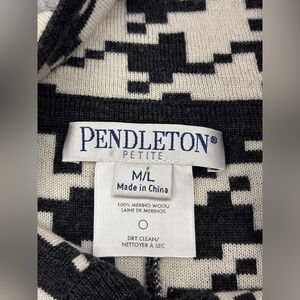 PENDLETON®
PETITE
M/L
Made in China
100% MERINO WOOL/
LAINE DE MERINOS
DRY CLEAN/
NETTOYER À SEC